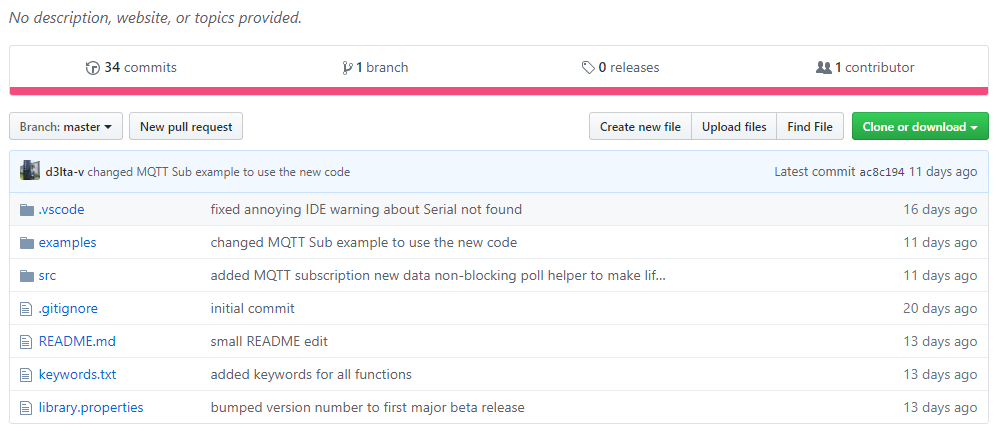 No description, website, or topics provided.
34 commits 1 branch 0 releases 1 contributor
Branch: master New pull request Create new file Upload files Find File Clone or download
d3lta-v changed MQTT Sub example to use the new code Latest commit ac8c194 11 days ago
.vscode fixed annoying IDE warning about Serial not found 16 days ago
examples changed MQTT Sub example to use the new code 11 days ago
src added MQTT subscription new data non-blocking poll helper to make lif... 11 days ago
.gitignore initial commit 20 days ago
README.md small README edit 13 days ago
keywords.txt added keywords for all functions 13 days ago
library.properties bumped version number to first major beta release 13 days ago